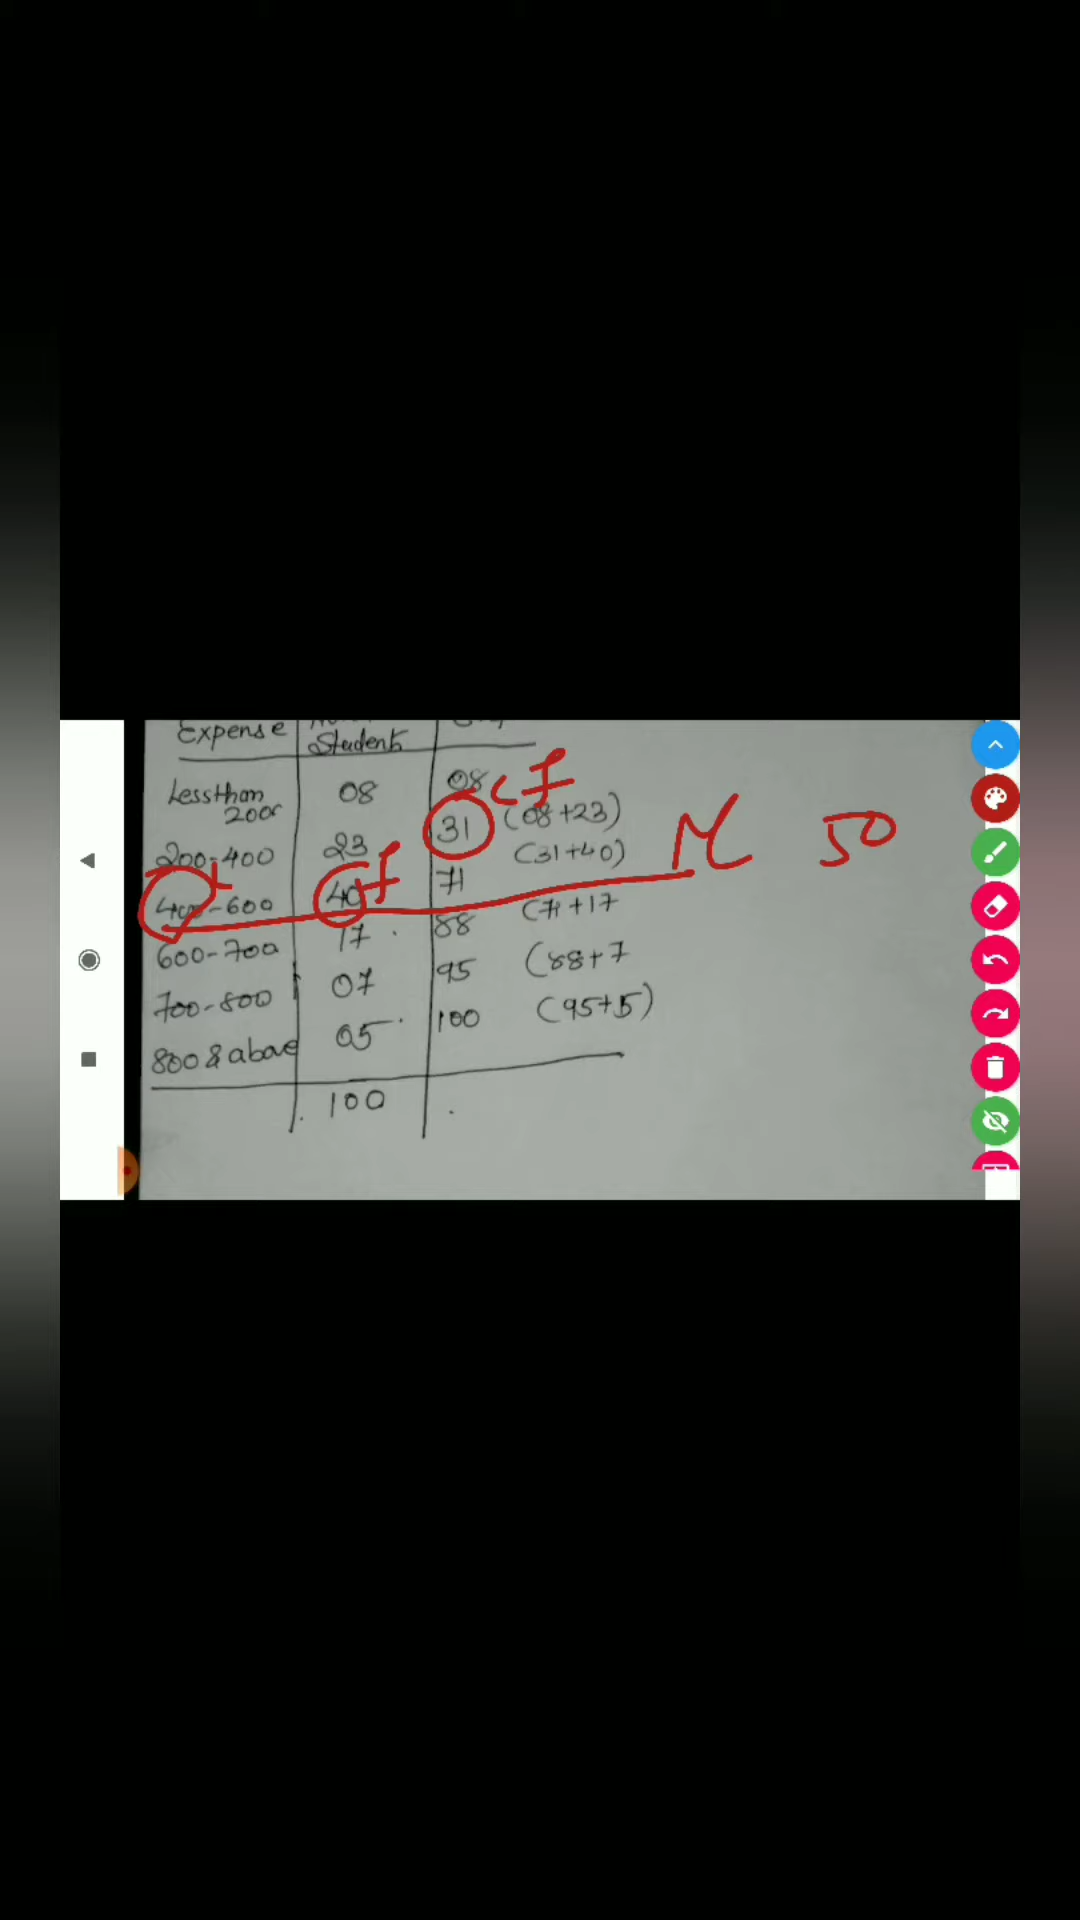 Expense
Students
Less than 08 08 cf
200r
31 (08+23)
200-400 23 (31+40) M 50
L f
400-600 40 71
(71+17
600-700 17 88
(88+7
700-800 07 95
(95+5)
800 & above 05 100
100